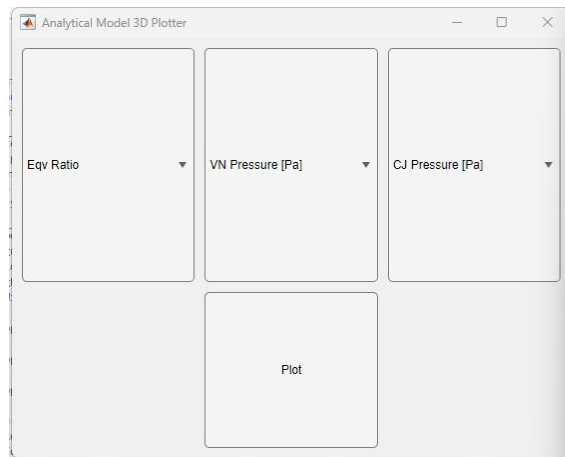 Analytical Model 3D Plotter
Eqv Ratio
VN Pressure [Pa]
CJ Pressure [Pa]
Plot